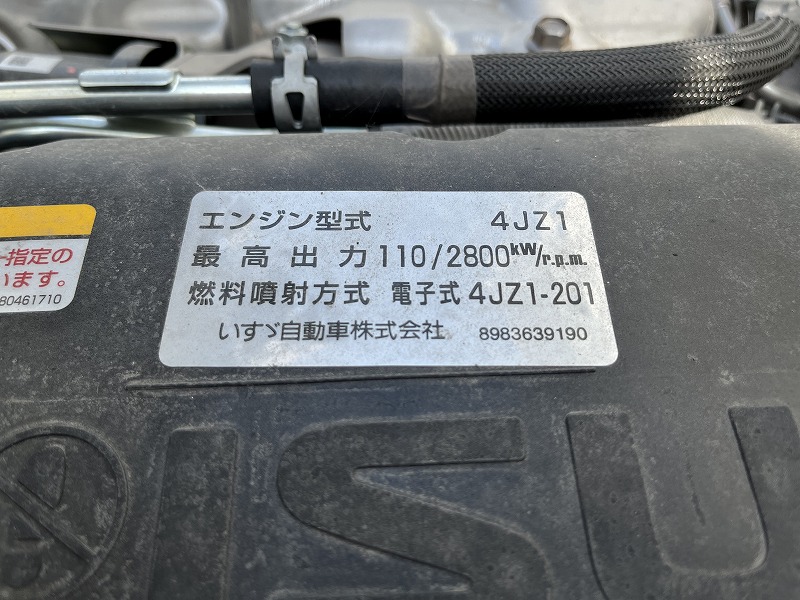 エンジン型式 4JZ1
最高出力 110/2800kW/r.p.m.
燃料噴射方式 電子式 4JZ1-201
いすゞ自動車株式会社 8983639190
指定の
います。
80461710
ISU